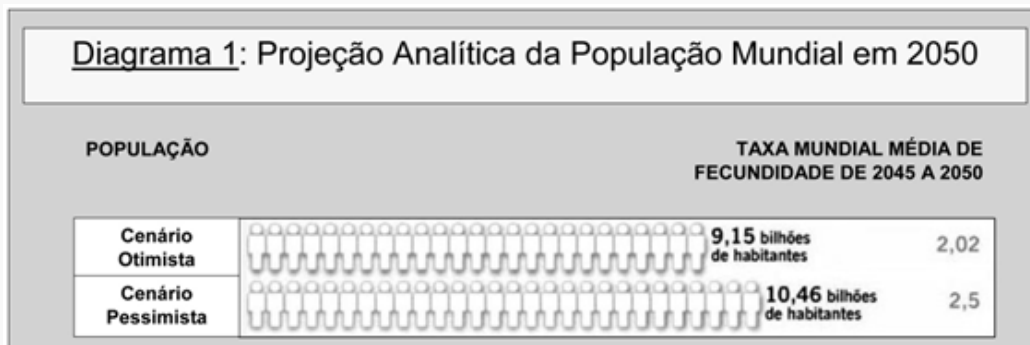 Diagrama 1: Projeção Analítica da População Mundial em 2050
POPULAÇÃO
TAXA MUNDIAL MÉDIA DE
FECUNDIDADE DE 2045 A 2050
Cenário
Otimista
9,15 bilhões
de habitantes
2,02
Cenário
Pessimista
10,46 bilhões
de habitantes
2,5